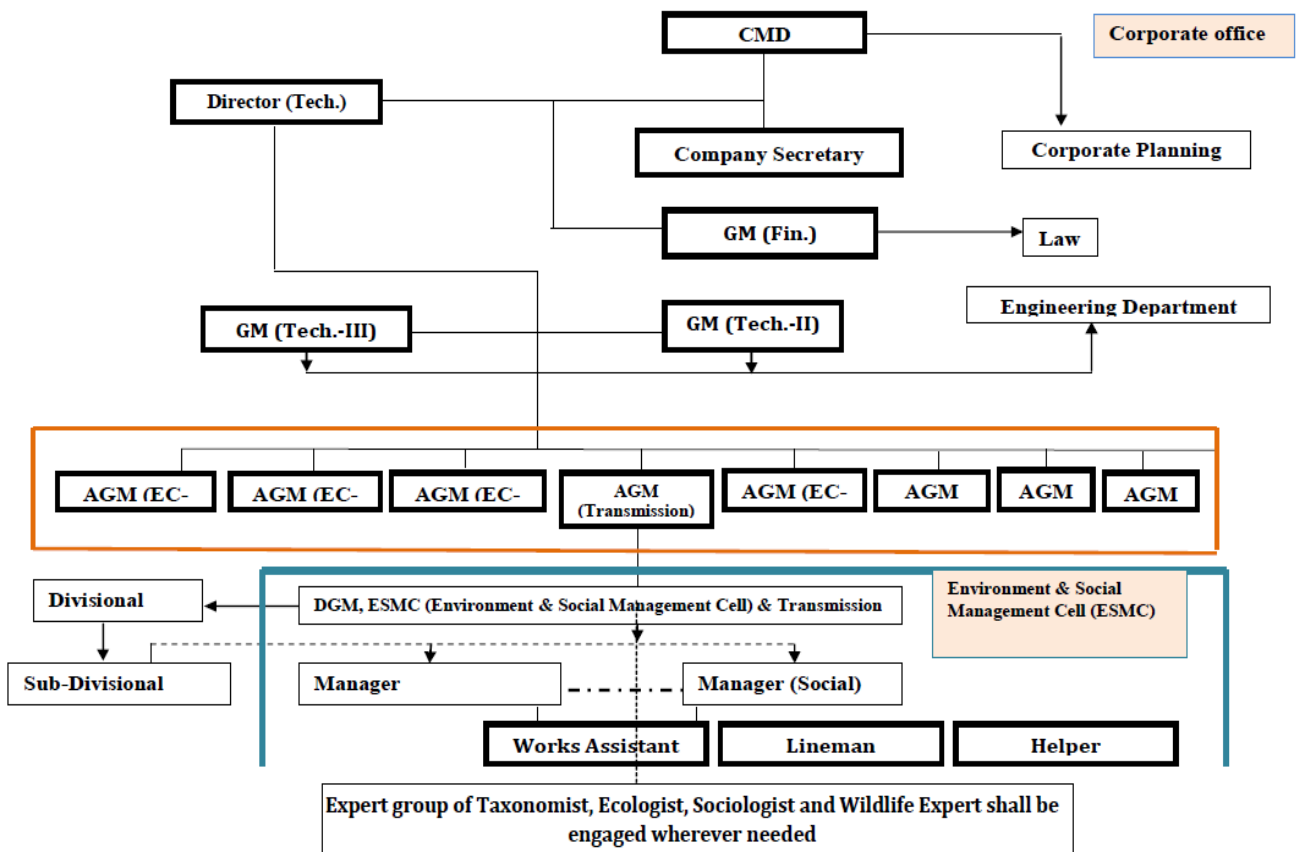 CMD
Corporate office
Director (Tech.)
Company Secretary
Corporate Planning
GM (Fin.)
Law
Engineering Department
GM (Tech.-III)
GM (Tech.-II)
AGM (EC-
AGM (EC-
AGM (EC-
AGM
(Transmission)
AGM (EC-
AGM
AGM
AGM
Divisional
DGM, ESMC (Environment & Social Management Cell) & Transmission
Environment & Social
Management Cell (ESMC)
Sub-Divisional
Manager
Manager (Social)
Works Assistant
Lineman
Helper
Expert group of Taxonomist, Ecologist, Sociologist and Wildlife Expert shall be
engaged wherever needed